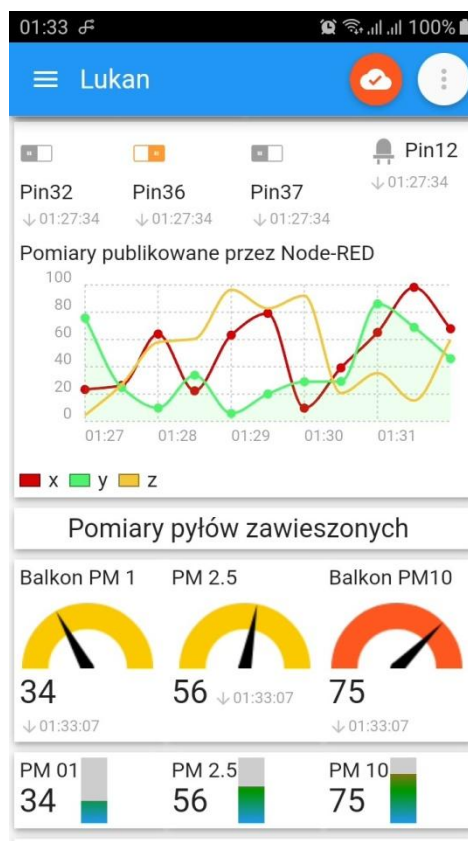 01:33
100%
Lukan
Pin32
01:27:34
Pin36
01:27:34
Pin37
01:27:34
Pin12
01:27:34
Pomiary publikowane przez Node-RED
100
80
60
40
20
0
01:27 01:28 01:29 01:30 01:31
x y z
Pomiary pyłów zawieszonych
Balkon PM 1
34
01:33:07
PM 2.5
56 01:33:07
Balkon PM10
75
01:33:07
PM 01
34
PM 2.5
56
PM 10
75